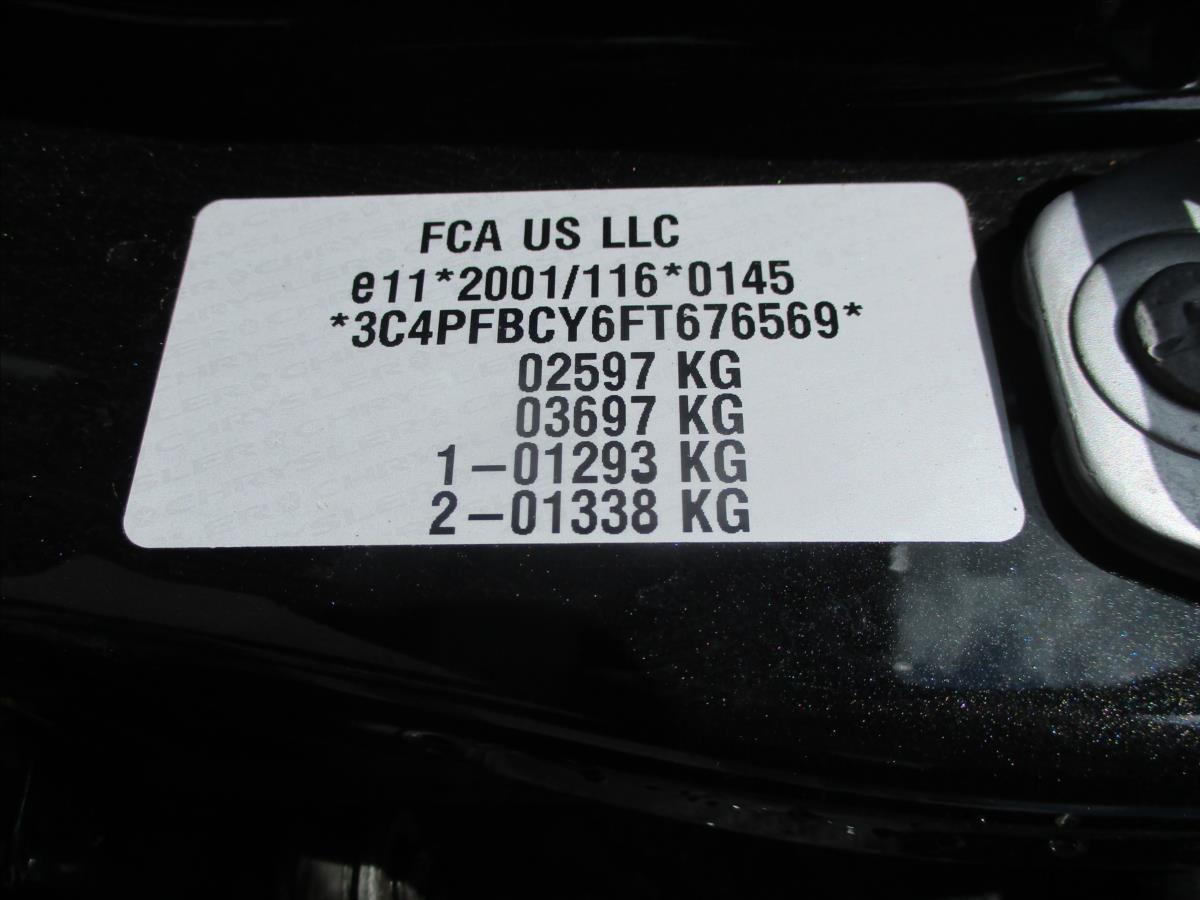 FCA US LLC
e11*2001/116*0145
*3C4PFBCY6FT676569*
02597 KG
03697 KG
1-01293 KG
2-01338 KG